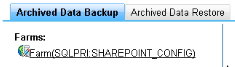 Archived Data Backup Archived Data Restore
Farms:
Farm(SQLPRI:SHAREPOINT_CONFIG)